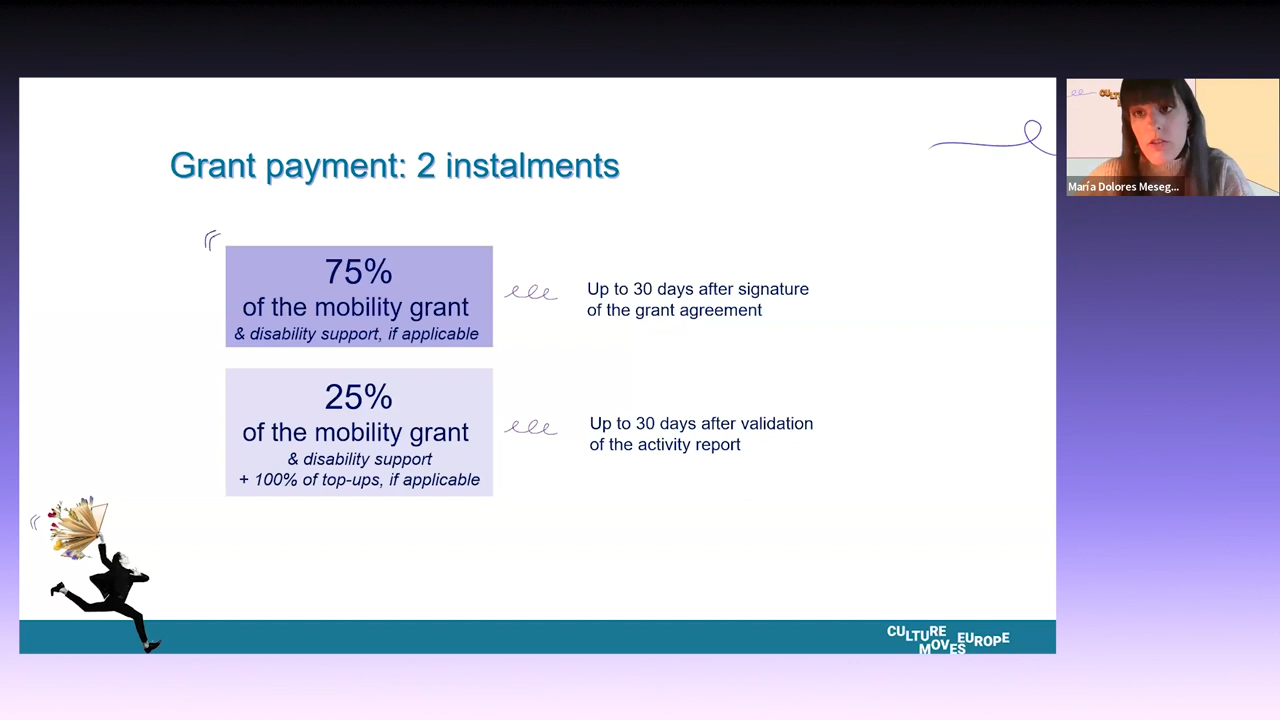 Grant payment: 2 instalments
75%
of the mobility grant
& disability support, if applicable
Up to 30 days after signature
of the grant agreement
25%
of the mobility grant
& disability support
+ 100% of top-ups, if applicable
Up to 30 days after validation
of the activity report
CULTURE
MOVES EUROPE
María Dolores Meseg...